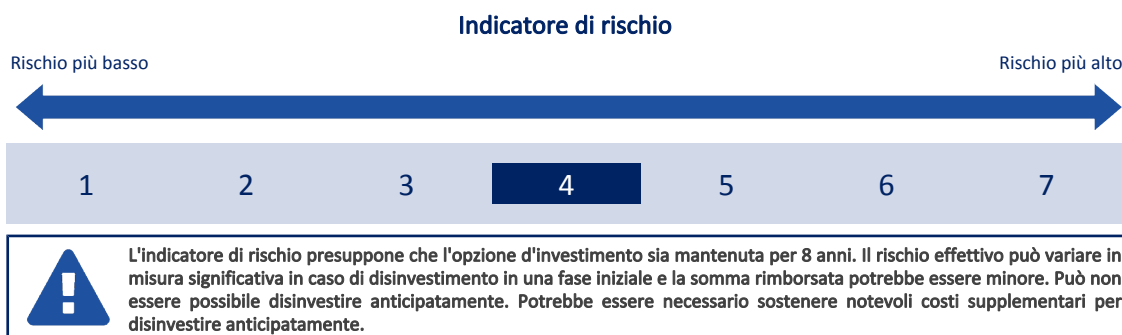 Indicatore di rischio
Rischio più basso
Rischio più alto
1 2 3 4 5 6 7
L'indicatore di rischio presuppone che l'opzione d'investimento sia mantenuta per 8 anni. Il rischio effettivo può variare in
misura significativa in caso di disinvestimento in una fase iniziale e la somma rimborsata potrebbe essere minore. Può non
essere possibile disinvestire anticipatamente. Potrebbe essere necessario sostenere notevoli costi supplementari per
disinvestire anticipatamente.